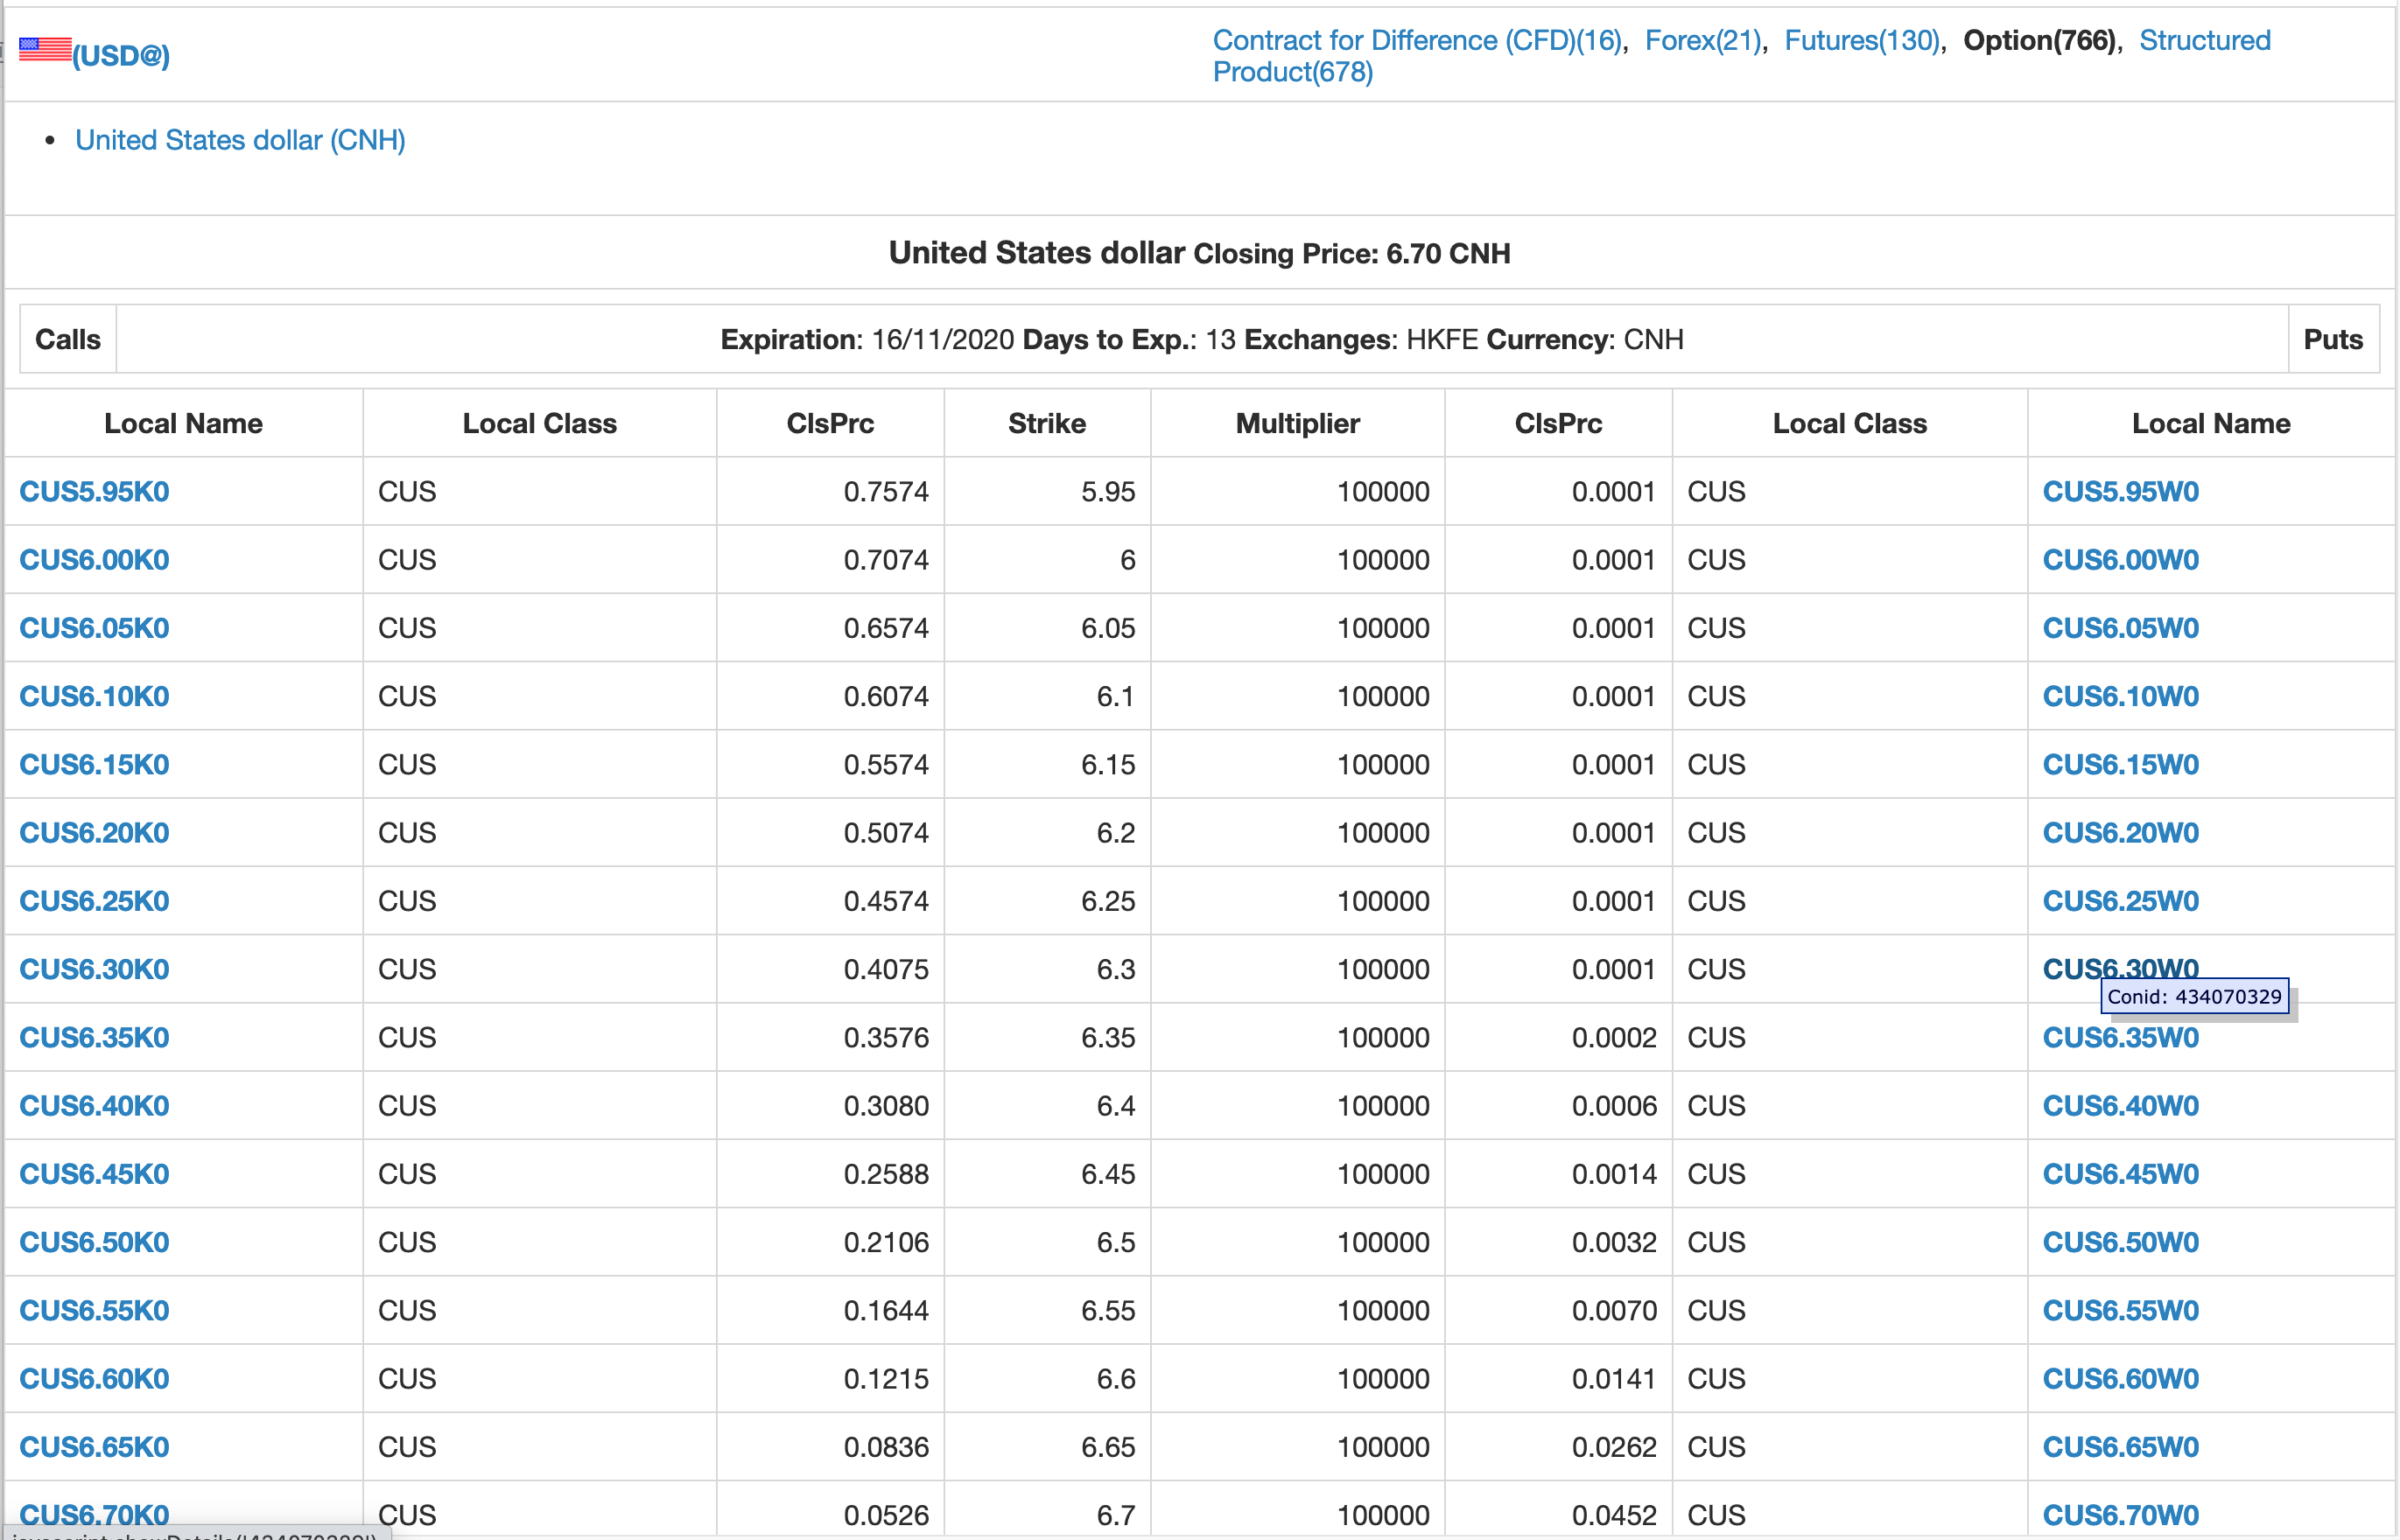 (USD@)
Contract for Difference (CFD)(16), Forex(21), Futures(130), Option(766), Structured
Product(678)
• United States dollar (CNH)
United States dollar Closing Price: 6.70 CNH
Calls Expiration: 16/11/2020 Days to Exp.: 13 Exchanges: HKFE Currency: CNH Puts
Local Name Local Class ClsPrc Strike Multiplier ClsPrc Local Class Local Name
CUS5.95K0 CUS 0.7574 5.95 100000 0.0001 CUS CUS5.95W0
CUS6.00K0 CUS 0.7074 6 100000 0.0001 CUS CUS6.00W0
CUS6.05K0 CUS 0.6574 6.05 100000 0.0001 CUS CUS6.05W0
CUS6.10K0 CUS 0.6074 6.1 100000 0.0001 CUS CUS6.10W0
CUS6.15K0 CUS 0.5574 6.15 100000 0.0001 CUS CUS6.15W0
CUS6.20K0 CUS 0.5074 6.2 100000 0.0001 CUS CUS6.20W0
CUS6.25K0 CUS 0.4574 6.25 100000 0.0001 CUS CUS6.25W0
CUS6.30K0 CUS 0.4075 6.3 100000 0.0001 CUS CUS6.30W0
Conid: 434070329
CUS6.35K0 CUS 0.3576 6.35 100000 0.0002 CUS CUS6.35W0
CUS6.40K0 CUS 0.3080 6.4 100000 0.0006 CUS CUS6.40W0
CUS6.45K0 CUS 0.2588 6.45 100000 0.0014 CUS CUS6.45W0
CUS6.50K0 CUS 0.2106 6.5 100000 0.0032 CUS CUS6.50W0
CUS6.55K0 CUS 0.1644 6.55 100000 0.0070 CUS CUS6.55W0
CUS6.60K0 CUS 0.1215 6.6 100000 0.0141 CUS CUS6.60W0
CUS6.65K0 CUS 0.0836 6.65 100000 0.0262 CUS CUS6.65W0
CUS6.70K0 CUS 0.0526 6.7 100000 0.0452 CUS CUS6.70W0